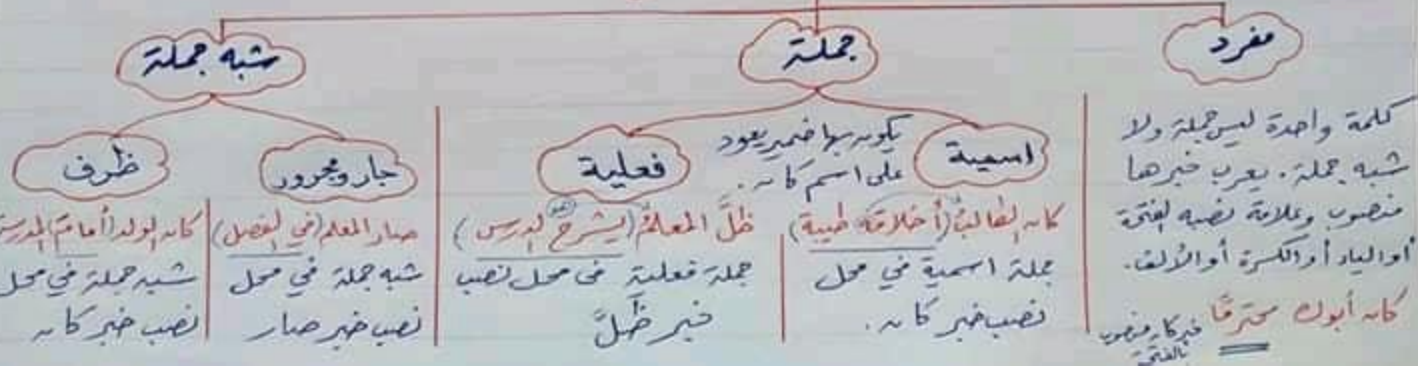 مفرد
كلمة واحدة ليس جملة ولا
شبه جملة. يعرب خبرها
منصوب وعلامة نصبه الفتحة
أو الياء أو الكسرة أو الألف.
كان أبوك محترمًا
خبر كان منصوب
بالفتحة
جملة
اسمية
يكون بها ضمير يعود
على اسم كان.
كان الطالبُ (أخلاقه طيبة)
جملة اسمية في محل
نصب خبر كان.
فعلية
ظلَّ المعلمُ (يشرحُ الدرس)
جملة فعلية في محل نصب
خبر ظلَّ
شبه جملة
جار ومجرور
صار المعلم (في الفصل)
شبه جملة في محل
نصب خبر صار
ظرف
كان الولد (أمامَ المدرس
شبه جملة في محل
نصب خبر كان